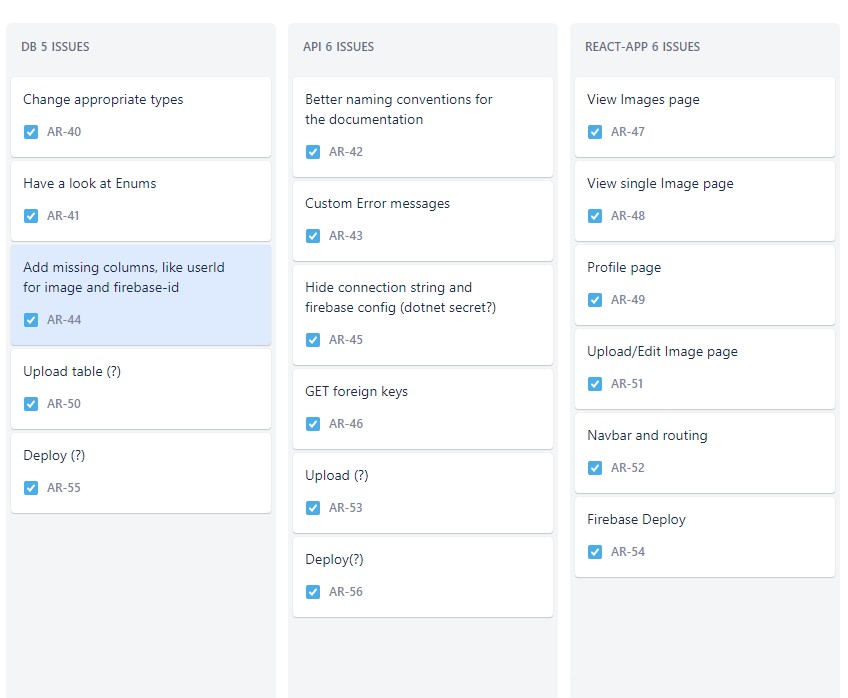 DB 5 ISSUES
Change appropriate types
AR-40
Have a look at Enums
AR-41
Add missing columns, like userId
for image and firebase-id
AR-44
Upload table (?)
AR-50
Deploy (?)
AR-55
API 6 ISSUES
Better naming conventions for
the documentation
AR-42
Custom Error messages
AR-43
Hide connection string and
firebase config (dotnet secret?)
AR-45
GET foreign keys
AR-46
Upload (?)
AR-53
Deploy(?)
AR-56
REACT-APP 6 ISSUES
View Images page
AR-47
View single Image page
AR-48
Profile page
AR-49
Upload/Edit Image page
AR-51
Navbar and routing
AR-52
Firebase Deploy
AR-54